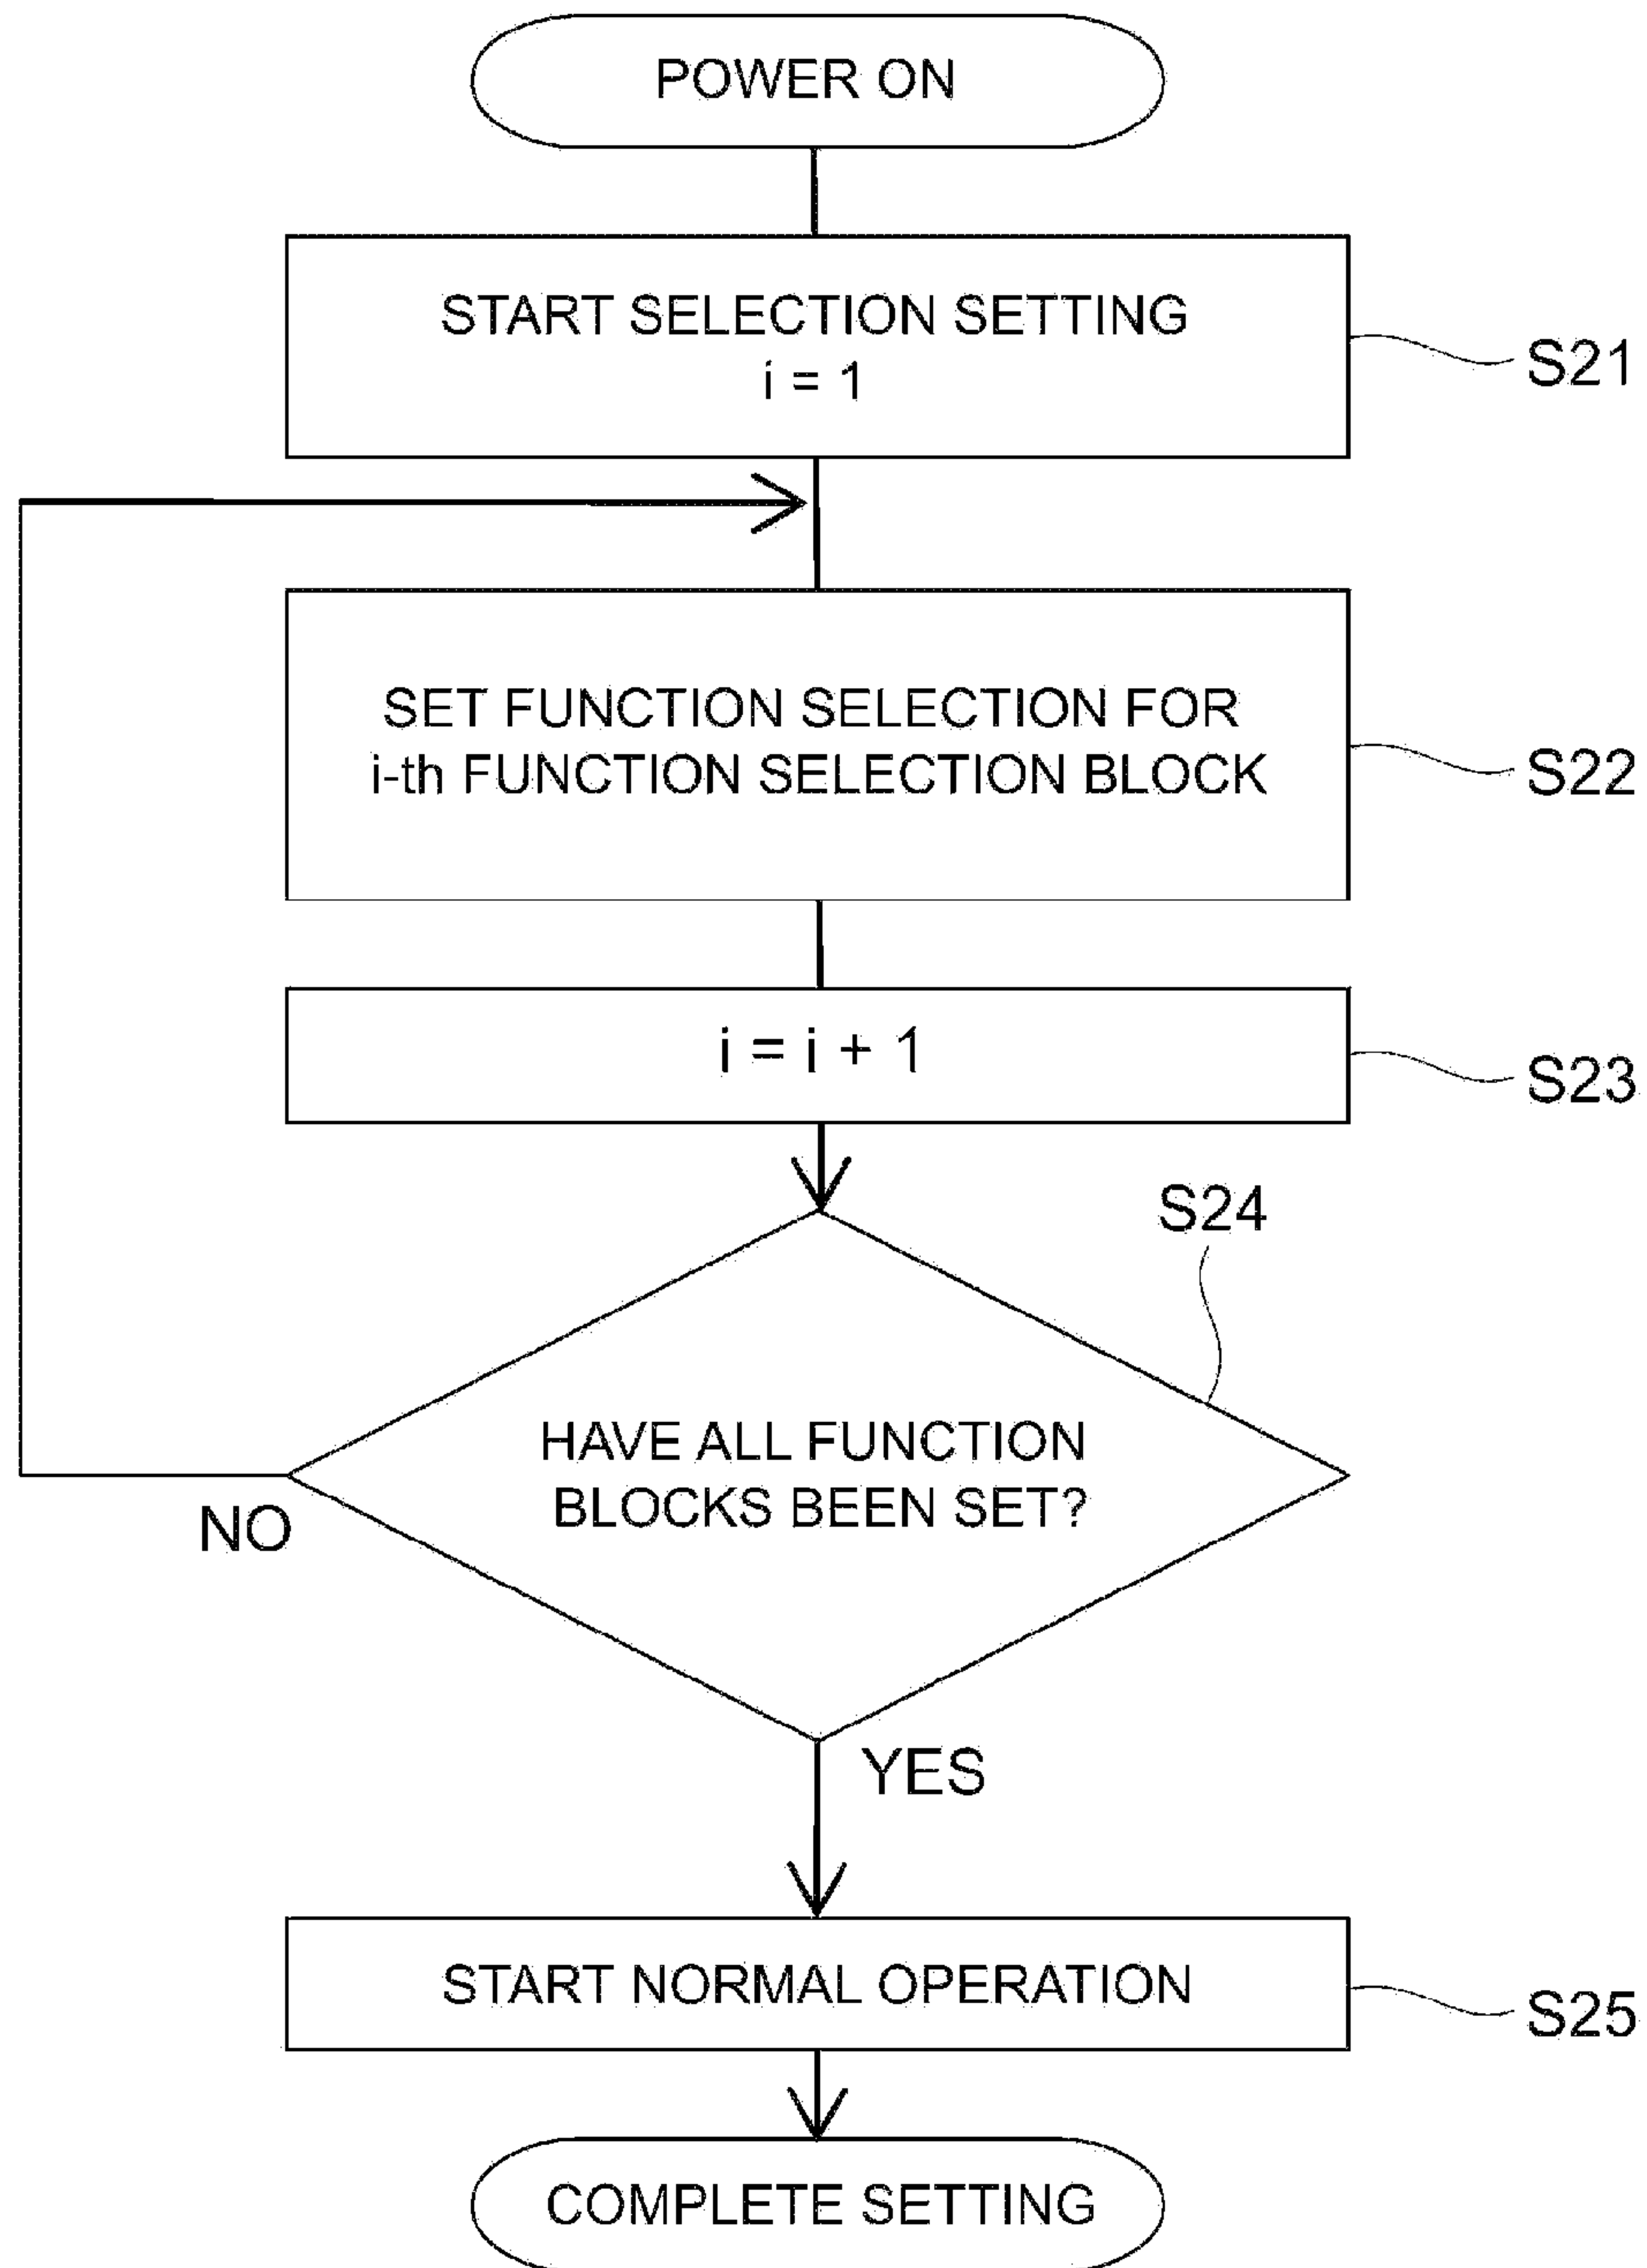 POWER ON
START SELECTION SETTING
i = 1
S21
SET FUNCTION SELECTION FOR
i-th FUNCTION SELECTION BLOCK
S22
i = i + 1
S23
S24
HAVE ALL FUNCTION
BLOCKS BEEN SET?
NO
YES
START NORMAL OPERATION
S25
COMPLETE SETTING